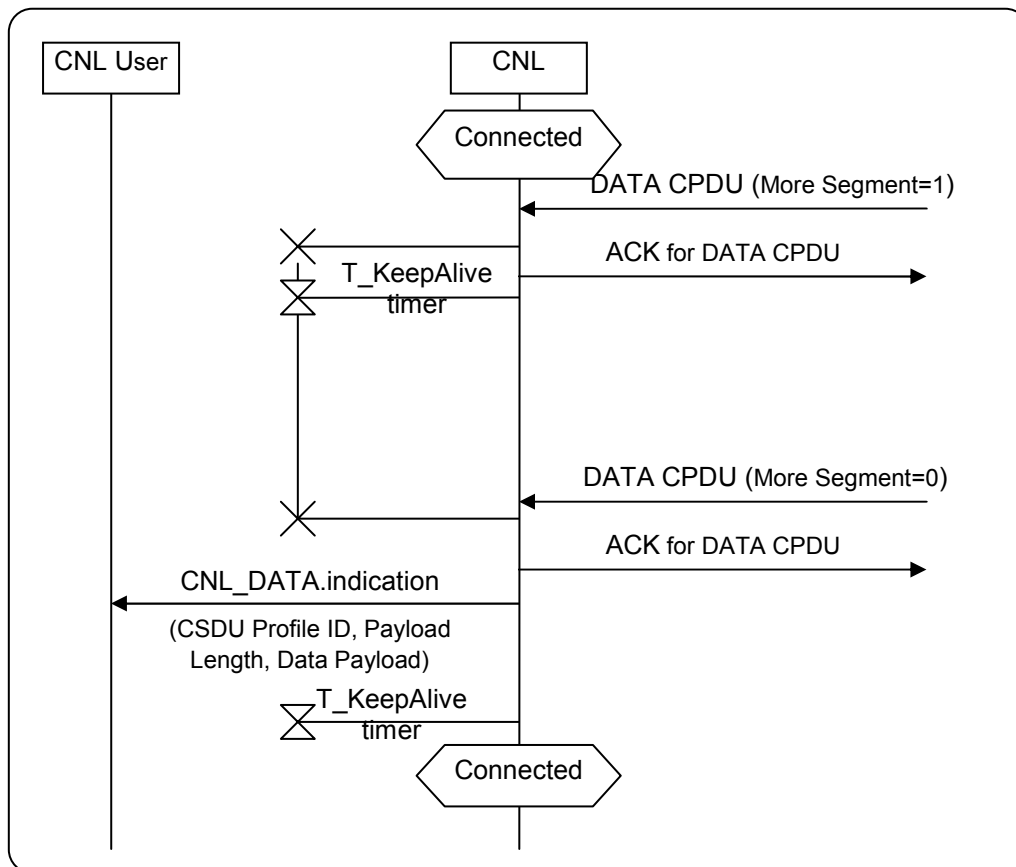 CNL User
CNL
Connected
DATA CPDU (More Segment=1)
ACK for DATA CPDU
T_KeepAlive
timer
DATA CPDU (More Segment=0)
ACK for DATA CPDU
CNL_DATA.indication
(CSDU Profile ID, Payload
Length, Data Payload)
T_KeepAlive
timer
Connected